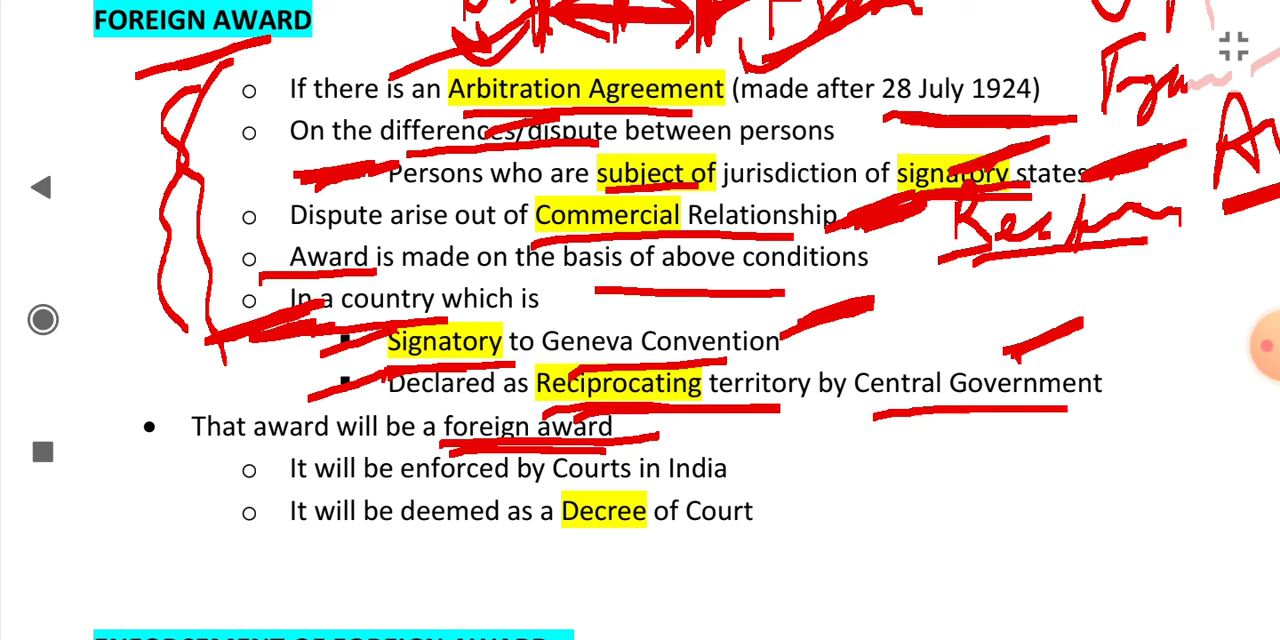 FOREIGN AWARD
o If there is an Arbitration Agreement (made after 28 July 1924)
o On the differences/dispute between persons
Persons who are subject of jurisdiction of signatory states
o Dispute arise out of Commercial Relationship
o Award is made on the basis of above conditions
o In a country which is
▪ Signatory to Geneva Convention
▪ Declared as Reciprocating territory by Central Government
• That award will be a foreign award
o It will be enforced by Courts in India
o It will be deemed as a Decree of Court
ENFORCEMENT OF FOREIGN AWARD